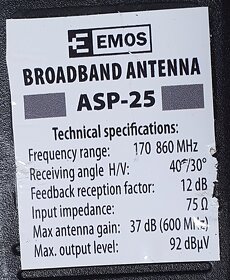 EMOS
BROADBAND ANTENNA
ASP-25
Technical specifications:
Frequency range: 170 860 MHz
Receiving angle H/V: 40°/30°
Feedback reception factor: 12 dB
Input impedance: 75 Ω
Max antenna gain: 37 dB (600 MHz)
Max. output level: 92 dBµV